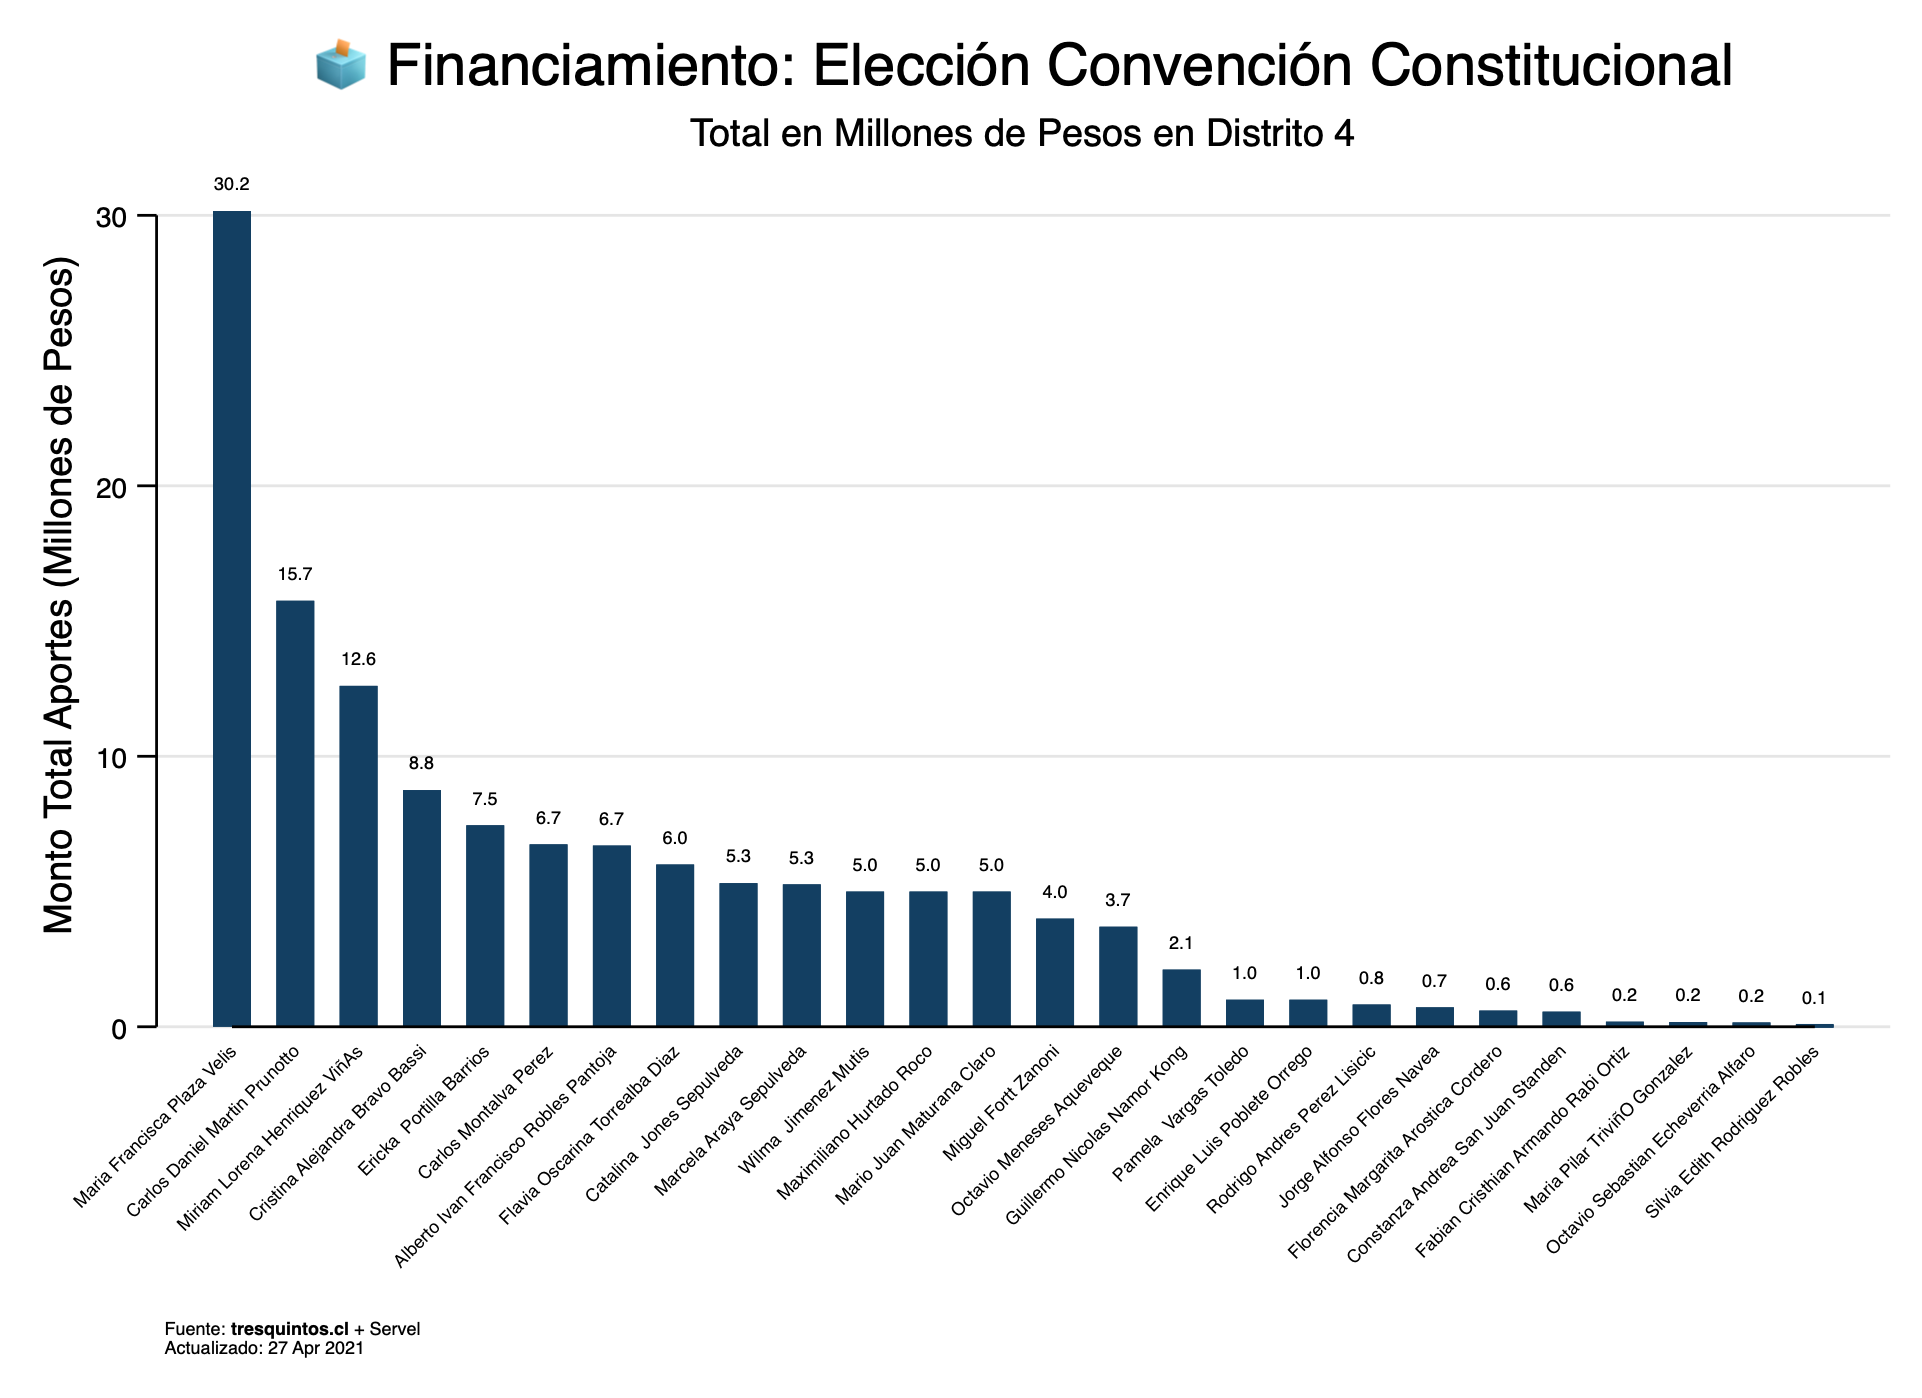 Financiamiento: Elección Convención Constitucional
Total en Millones de Pesos en Distrito 4
Monto Total Aportes (Millones de Pesos)
30
20
10
0
30.2
15.7
12.6
8.8
7.5
6.7
6.7
6.0
5.3
5.3
5.0
5.0
5.0
4.0
3.7
2.1
1.0
1.0
0.8
0.7
0.6
0.6
0.2
0.2
0.2
0.1
Maria Francisca Plaza Velis
Carlos Daniel Martin Prunotto
Miriam Lorena Henriquez ViñAs
Cristina Alejandra Bravo Bassi
Ericka  Portilla Barrios
Carlos Montalva Perez
Alberto Ivan Francisco Robles Pantoja
Flavia Oscarina Torrealba Diaz
Catalina  Jones Sepulveda
Marcela Araya Sepulveda
Wilma  Jimenez Mutis
Maximiliano Hurtado Roco
Mario Juan Maturana Claro
Miguel Fortt Zanoni
Octavio Meneses Aqueveque
Guillermo Nicolas Namor Kong
Pamela  Vargas Toledo
Enrique Luis Poblete Orrego
Rodrigo Andres Perez Lisicic
Jorge Alfonso Flores Navea
Florencia Margarita Arostica Cordero
Constanza Andrea San Juan Standen
Fabian Cristhian Armando Rabi Ortiz
Maria Pilar TriviñO Gonzalez
Octavio Sebastian Echeverria Alfaro
Silvia Edith Rodriguez Robles
Fuente: tresquintos.cl + Servel
Actualizado: 27 Apr 2021